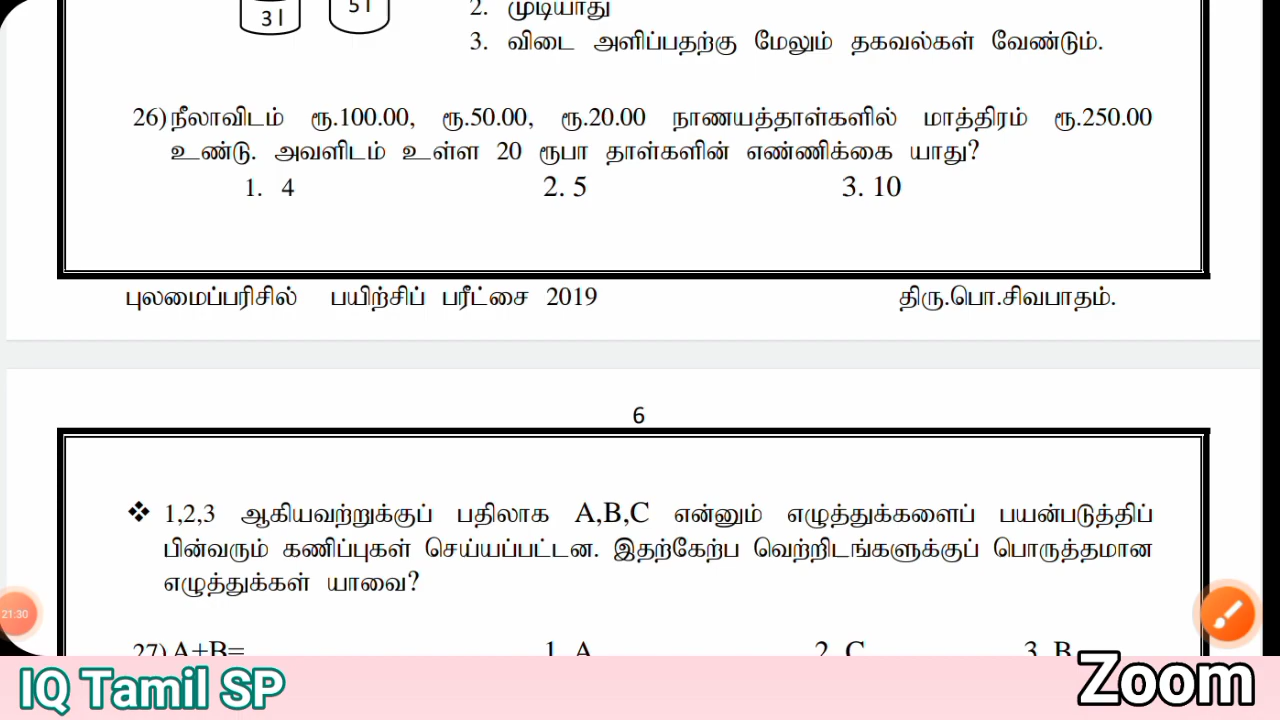 3 l 5 l 2. முடியாது
3. விடை அளிப்பதற்கு மேலும் தகவல்கள் வேண்டும்.
26) நீலாவிடம் ரூ.100.00, ரூ.50.00, ரூ.20.00 நாணயத்தாள்களில் மாத்திரம் ரூ.250.00
உண்டு. அவளிடம் உள்ள 20 ரூபா தாள்களின் எண்ணிக்கை யாது?
1. 4 2. 5 3. 10
புலமைப்பரிசில் பயிற்சிப் பரீட்சை 2019 திரு.பொ.சிவபாதம்.
6
❖ 1,2,3 ஆகியவற்றுக்குப் பதிலாக A,B,C என்னும் எழுத்துக்களைப் பயன்படுத்திப்
பின்வரும் கணிப்புகள் செய்யப்பட்டன. இதற்கேற்ப வெற்றிடங்களுக்குப் பொருத்தமான
எழுத்துக்கள் யாவை?
21:30
27) A+B= 1. A 2. C 3. B
IQ Tamil SP Zoom